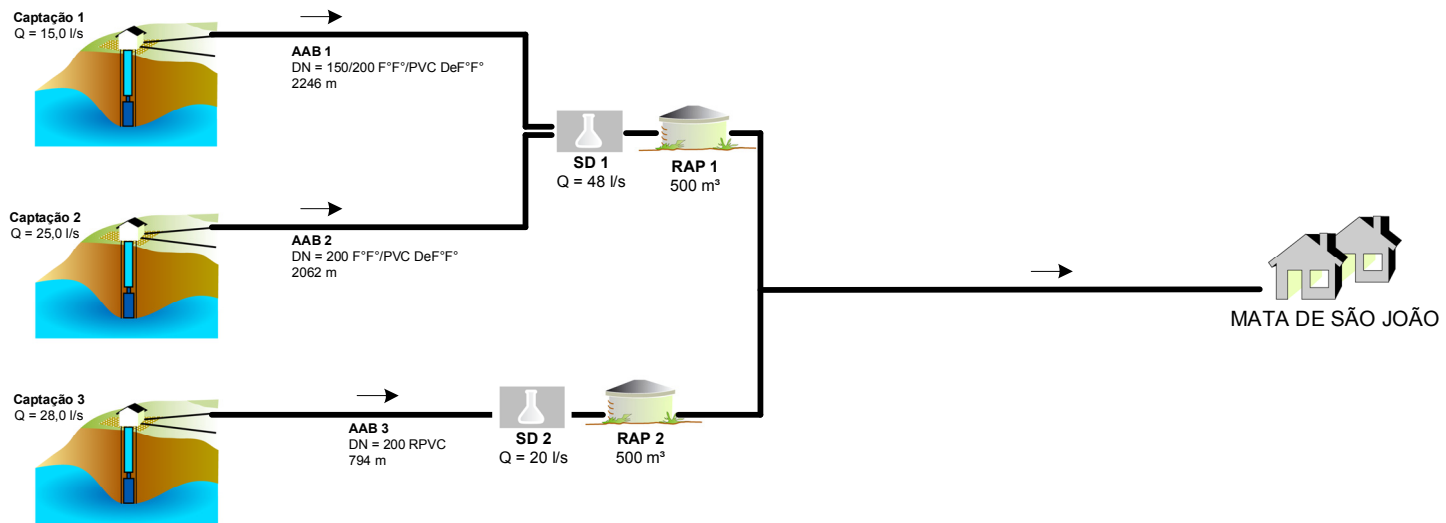 Captação 1
Q = 15,0 l/s
AAB 1
DN = 150/200 F°F°/PVC DeF°F°
2246 m
SD 1
Q = 48 l/s
RAP 1
500 m³
Captação 2
Q = 25,0 l/s
AAB 2
DN = 200 F°F°/PVC DeF°F°
2062 m
MATA DE SÃO JOÃO
Captação 3
Q = 28,0 l/s
AAB 3
DN = 200 RPVC
794 m
SD 2
Q = 20 l/s
RAP 2
500 m³